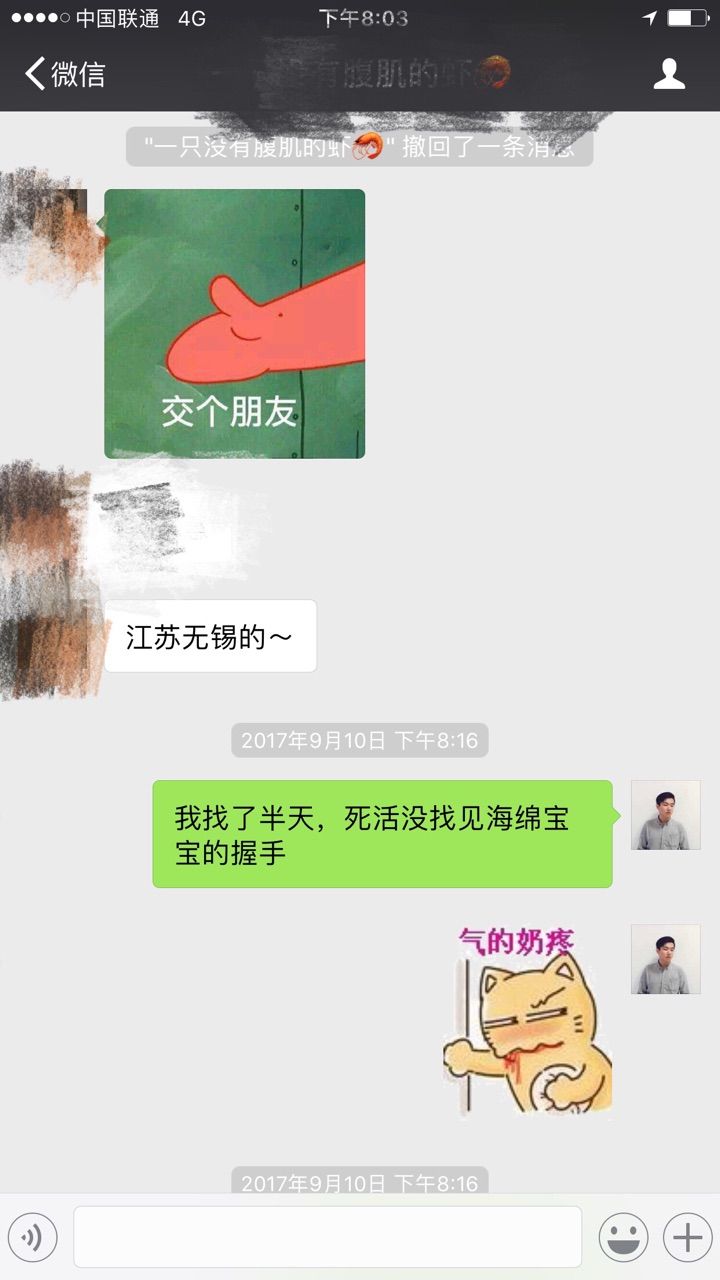 中国联通 4G
下午8:03
微信
有腹肌的虾
"一只没有腹肌的虾🦐" 撤回了一条消息
交个朋友
江苏无锡的～
2017年9月10日 下午8:16
我找了半天，死活没找见海绵宝
宝的握手
气的奶疼
2017年9月10日 下午8:16